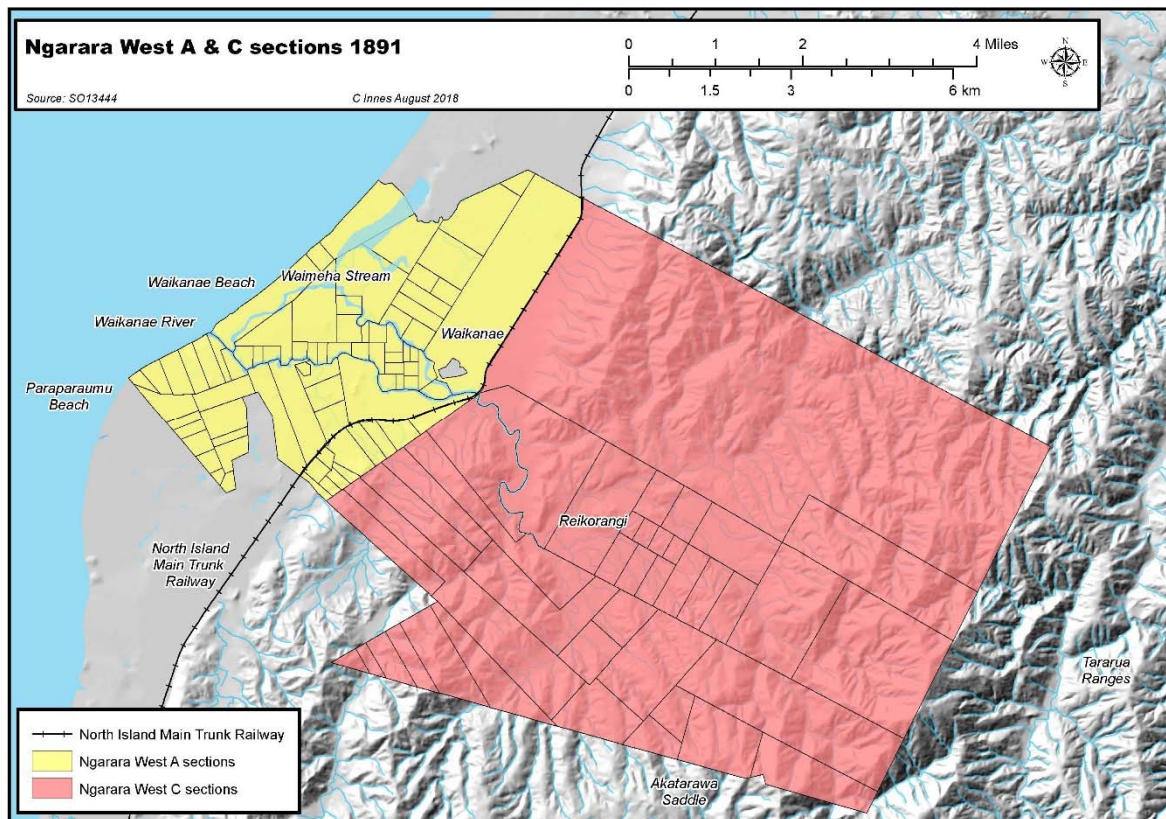 Ngarara West A & C sections 1891
Source: SO13444
C Innes August 2018
0 1 2 4 Miles
0 1.5 3 6 km
N
W E
S
Waimeha Stream
Waikanae Beach
Waikanae River
Waikanae
Paraparaumu
Beach
Reikorangi
North Island
Main Trunk
Railway
Tararua
Ranges
Akatarawa
Saddle
North Island Main Trunk Railway
Ngarara West A sections
Ngarara West C sections